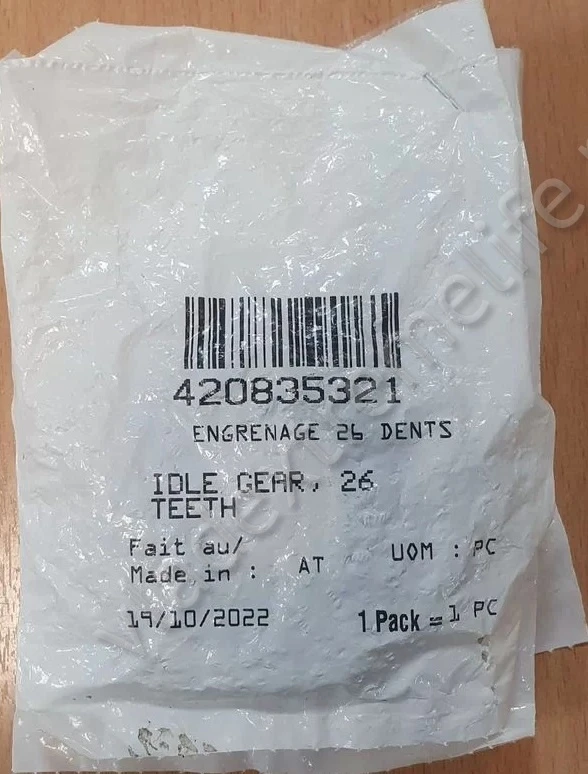 420835321
ENGRENAGE 26 DENTS
IDLE GEAR, 26
TEETH
Fait au/
Made in : AT
UOM : PC
19/10/2022
1 Pack = 1 PC